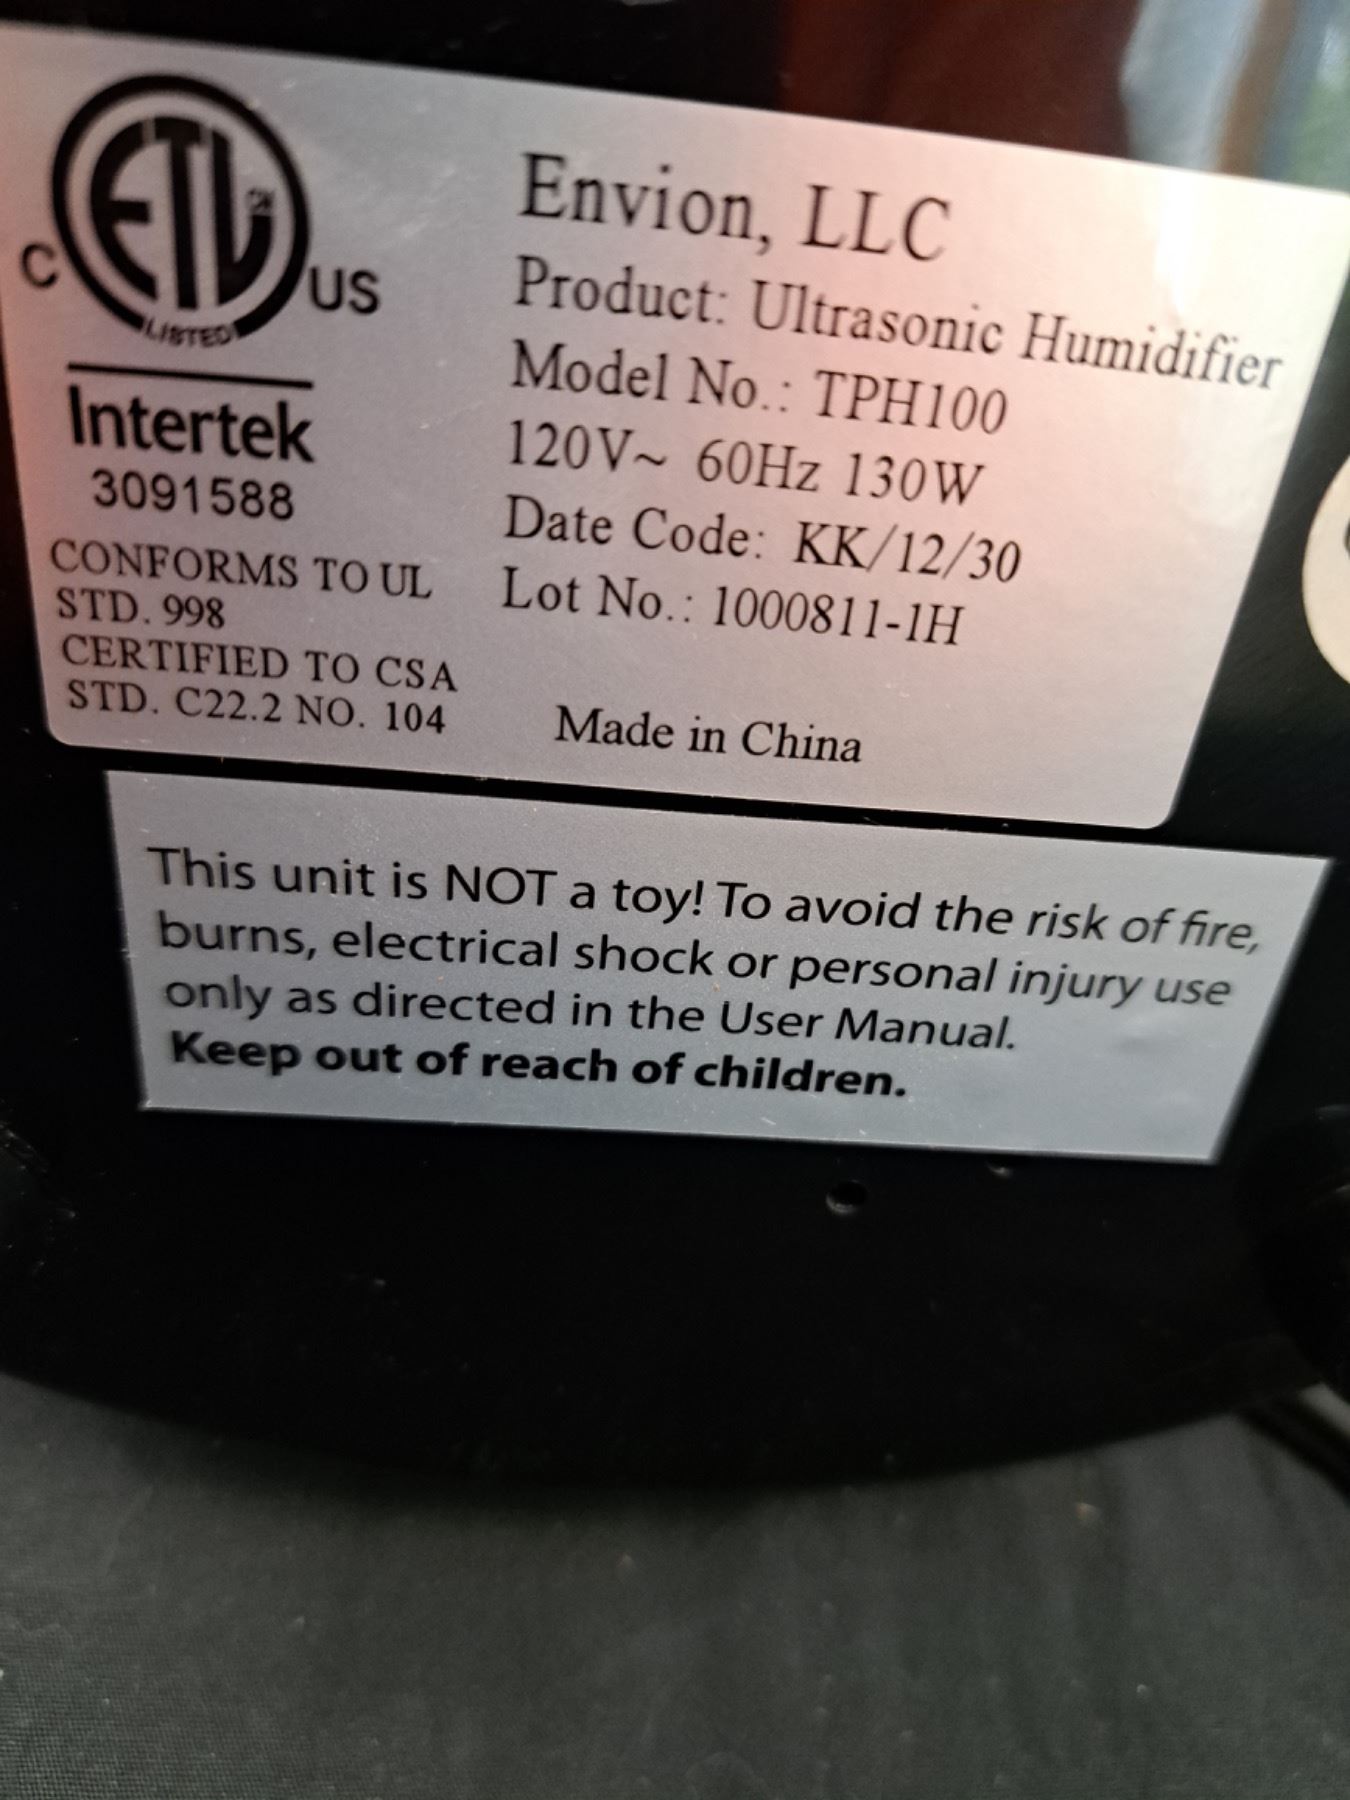 C ETL US
LISTED
Intertek
3091588
CONFORMS TO UL
STD. 998
CERTIFIED TO CSA
STD. C22.2 NO. 104
Envion, LLC
Product: Ultrasonic Humidifier
Model No.: TPH100
120V~ 60Hz 130W
Date Code: KK/12/30
Lot No.: 1000811-1H
Made in China
This unit is NOT a toy! To avoid the risk of fire,
burns, electrical shock or personal injury use
only as directed in the User Manual.
Keep out of reach of children.